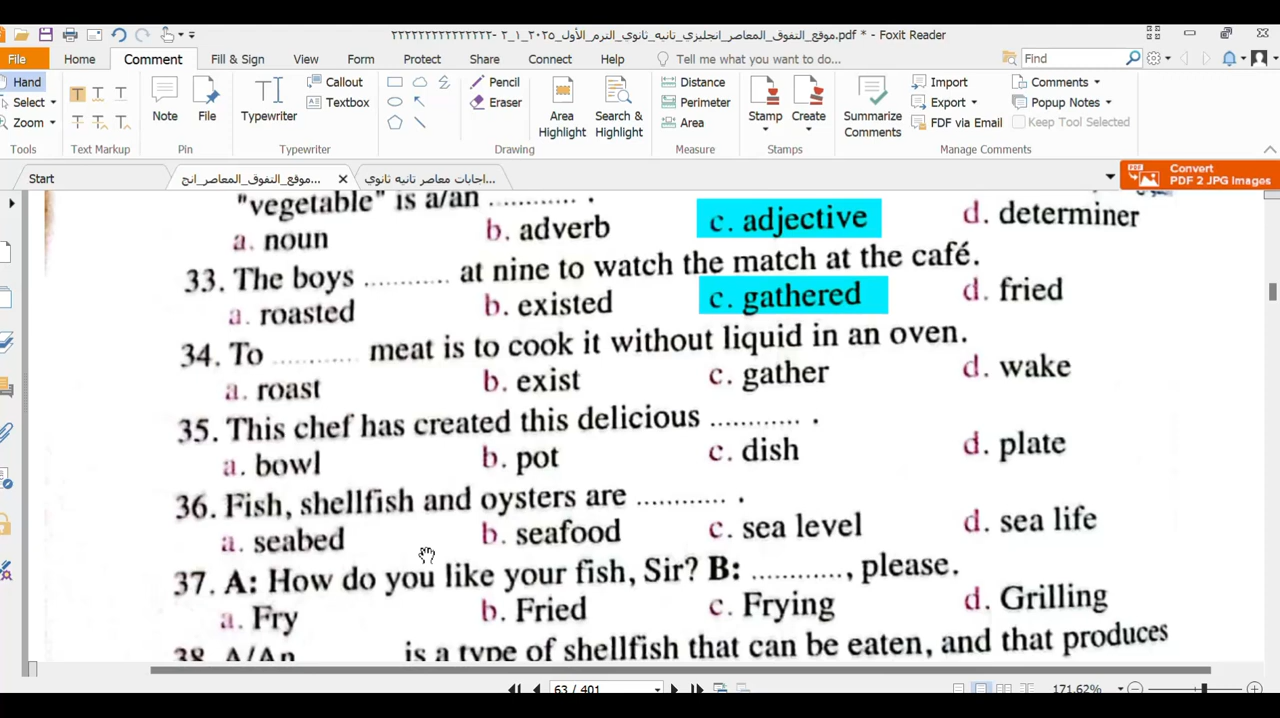 موقع_التفوق_المعاصر_انجليزي_ثانيه_ثانوي_الترم_الأول_٢٠٢٥_١_٢ -٢٢٢٢٢٢٢٢٢٢٢٢٢٢٢.pdf * - Foxit Reader
File Home Comment Fill & Sign View Form Protect Share Connect Help Tell me what you want to do... Find
Hand Callout Pencil Distance Import Comments
Select Textbox Eraser Perimeter Export Popup Notes
Zoom Note File Typewriter Area Highlight Search & Highlight Area Stamp Create Summarize Comments FDF via Email Keep Tool Selected
Tools Text Markup Pin Typewriter Drawing Measure Stamps Manage Comments
Start موقع_التفوق_المعاصر_انج... اجابات معاصر تانيه ثانوي... Convert
PDF 2 JPG Images
"vegetable" is a/an ........... .
a. noun b. adverb c. adjective d. determiner
33. The boys ........... at nine to watch the match at the café.
a. roasted b. existed c. gathered d. fried
34. To ........... meat is to cook it without liquid in an oven.
a. roast b. exist c. gather d. wake
35. This chef has created this delicious ............ .
a. bowl b. pot c. dish d. plate
36. Fish, shellfish and oysters are ............ .
a. seabed b. seafood c. sea level d. sea life
37. A: How do you like your fish, Sir? B: ............, please.
a. Fry b. Fried c. Frying d. Grilling
38. A/An is a type of shellfish that can be eaten, and that produces
63 / 401 171.62%